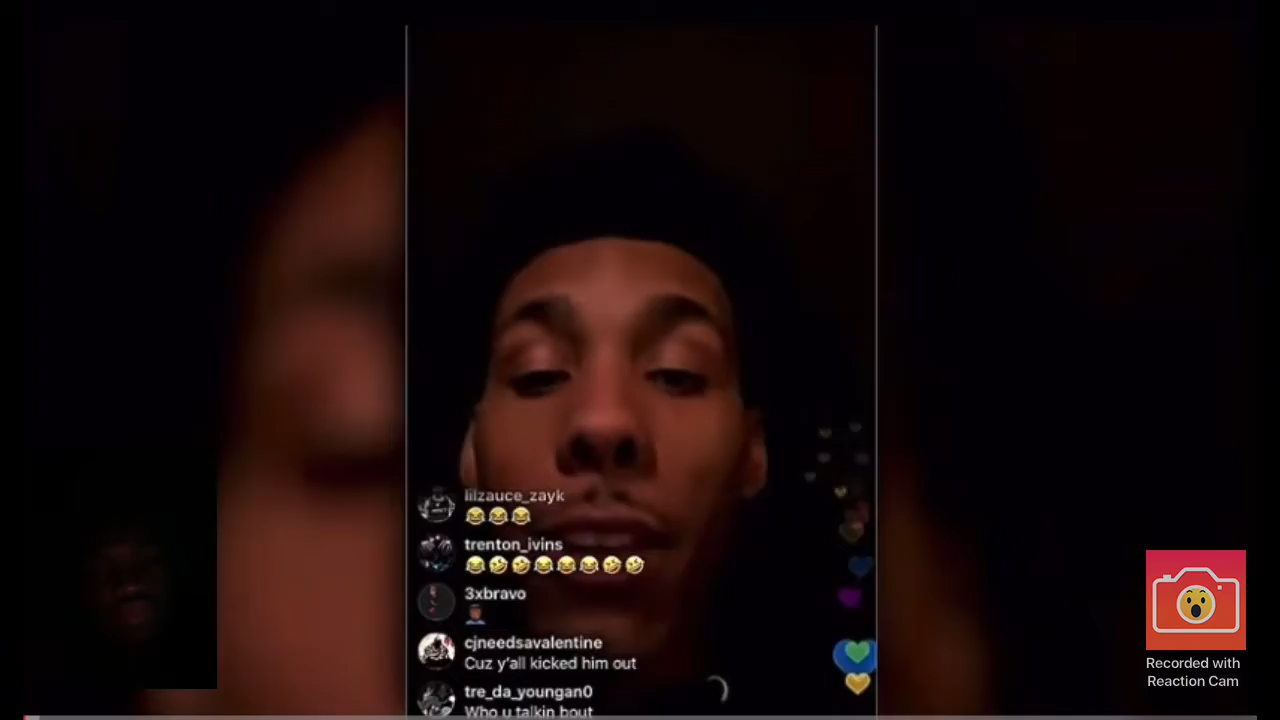 lilzauce_zayk
😂😂😂
trenton_ivins
😂🤣🤣😂😂😂🤣🤣
3xbravo
cjneedsavalentine
Cuz y'all kicked him out
tre_da_youngan0
Who u talkin bout
Recorded with
Reaction Cam